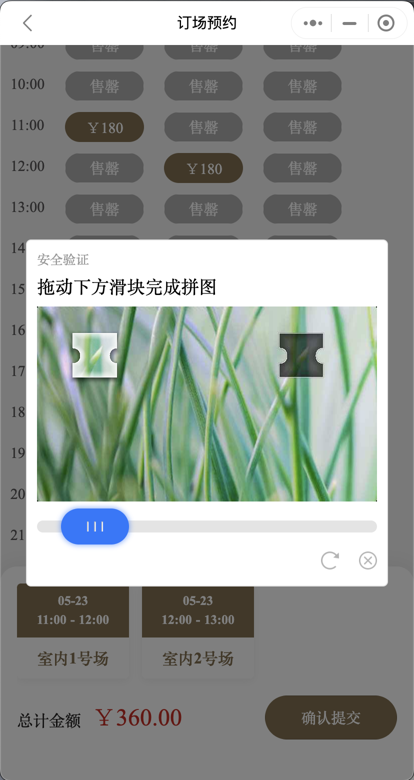 订场预约
09:00 售罄 售罄 售罄
10:00 售罄 售罄 售罄
11:00 ￥180 售罄 售罄
12:00 售罄 ￥180 售罄
13:00 售罄 售罄 售罄
14
安全验证
15
拖动下方滑块完成拼图
16
17
18
19
20
21
05-23 05-23
11:00 - 12:00 12:00 - 13:00
室内1号场 室内2号场
总计金额 ￥360.00 确认提交